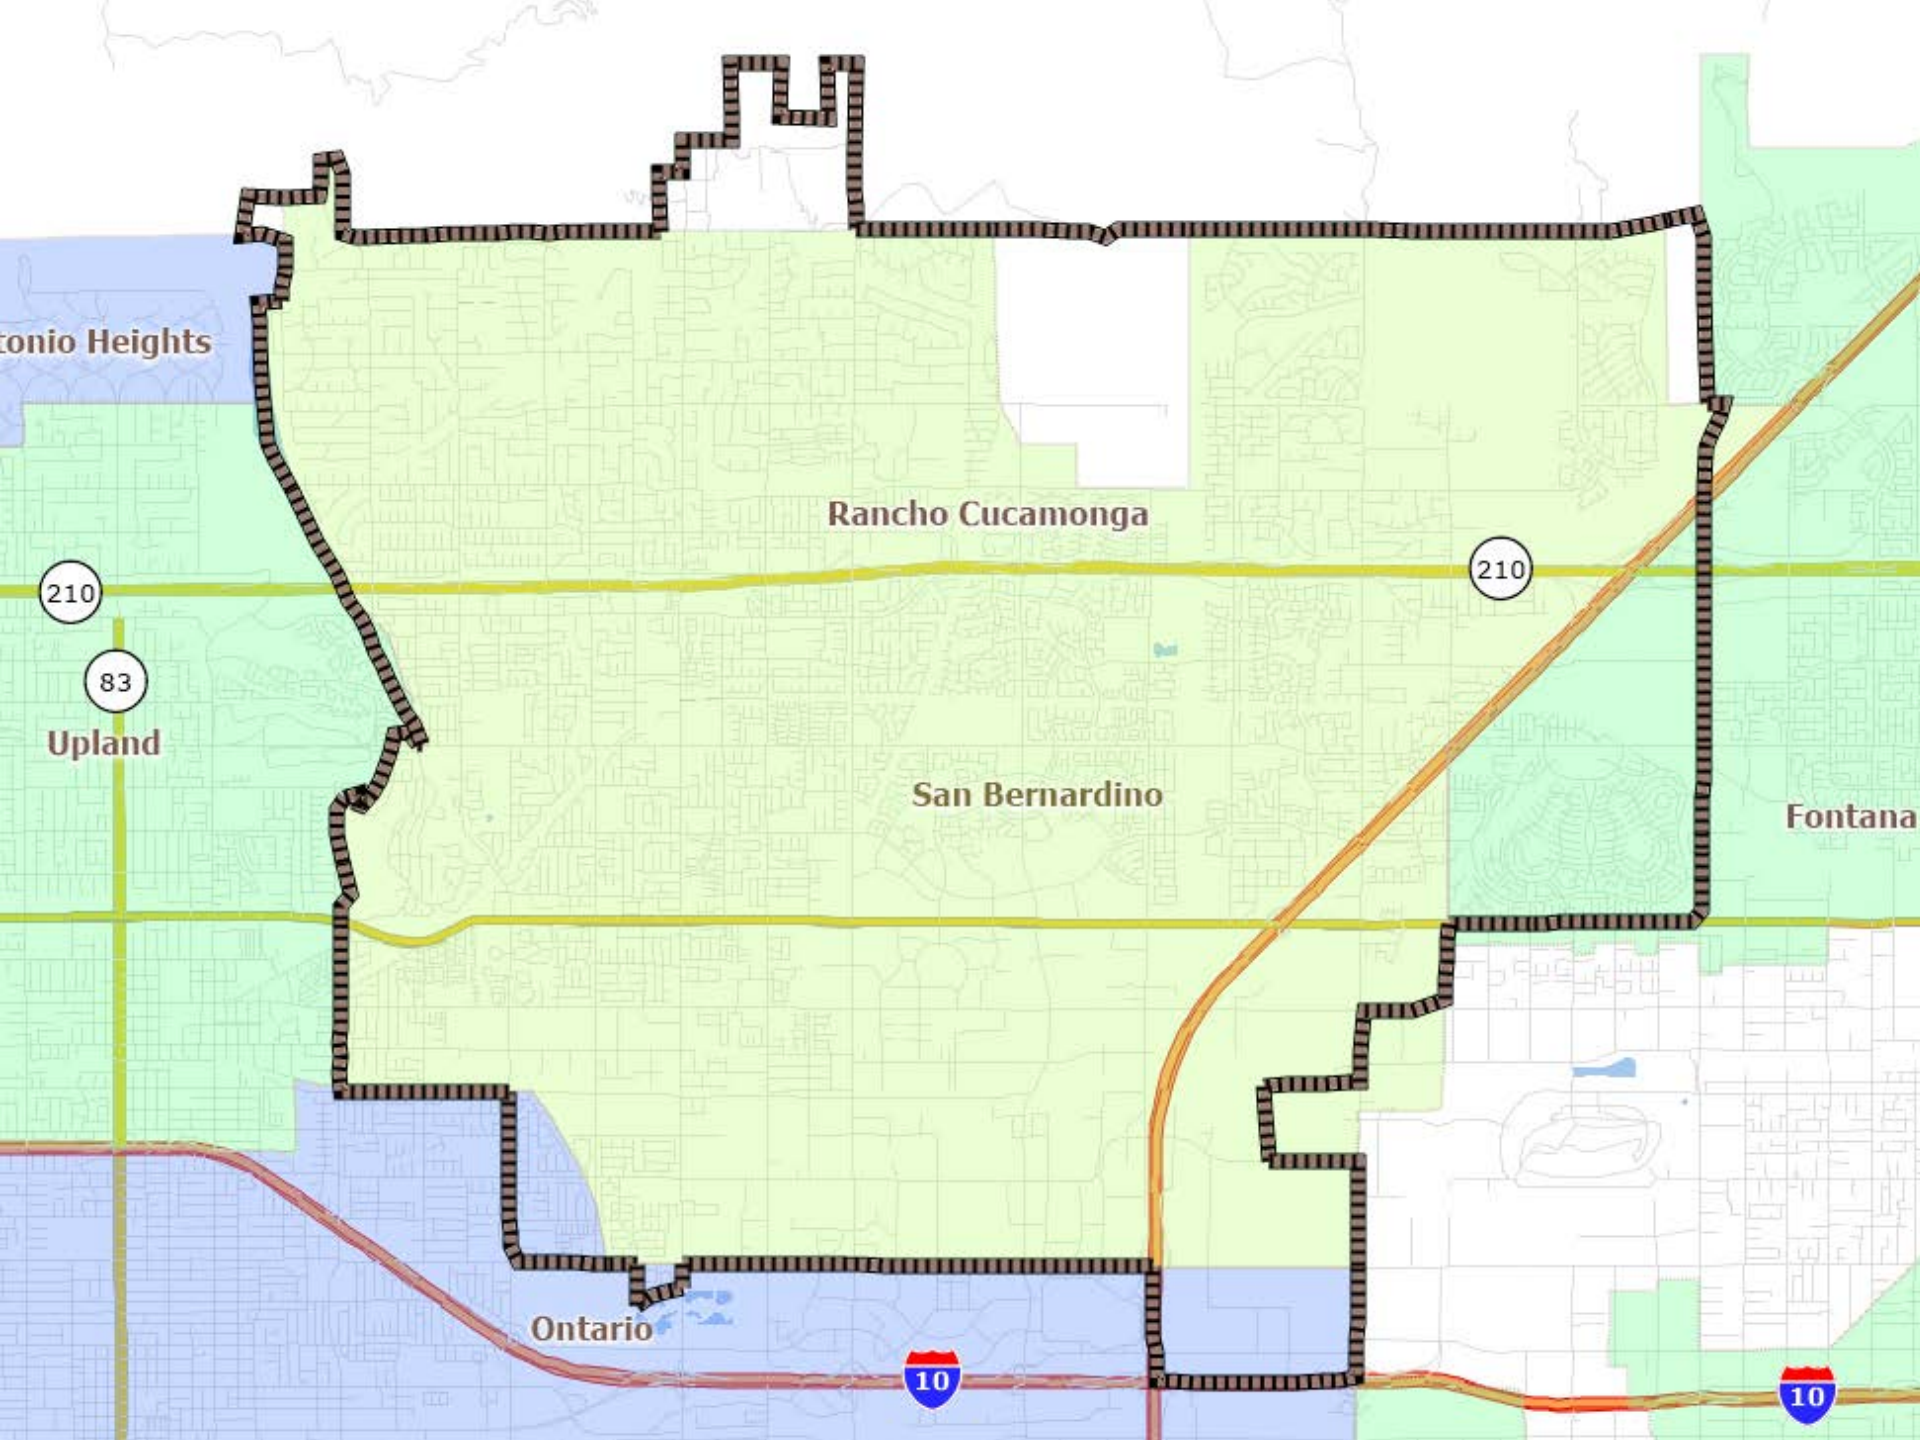 tonio Heights
Rancho Cucamonga
210
210
83
Upland
San Bernardino
Fontana
Ontario
10
10